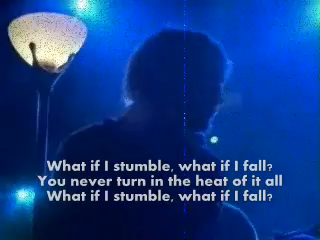 What if I stumble, what if I fall?
You never turn in the heat of it all
What if I stumble, what if I fall?